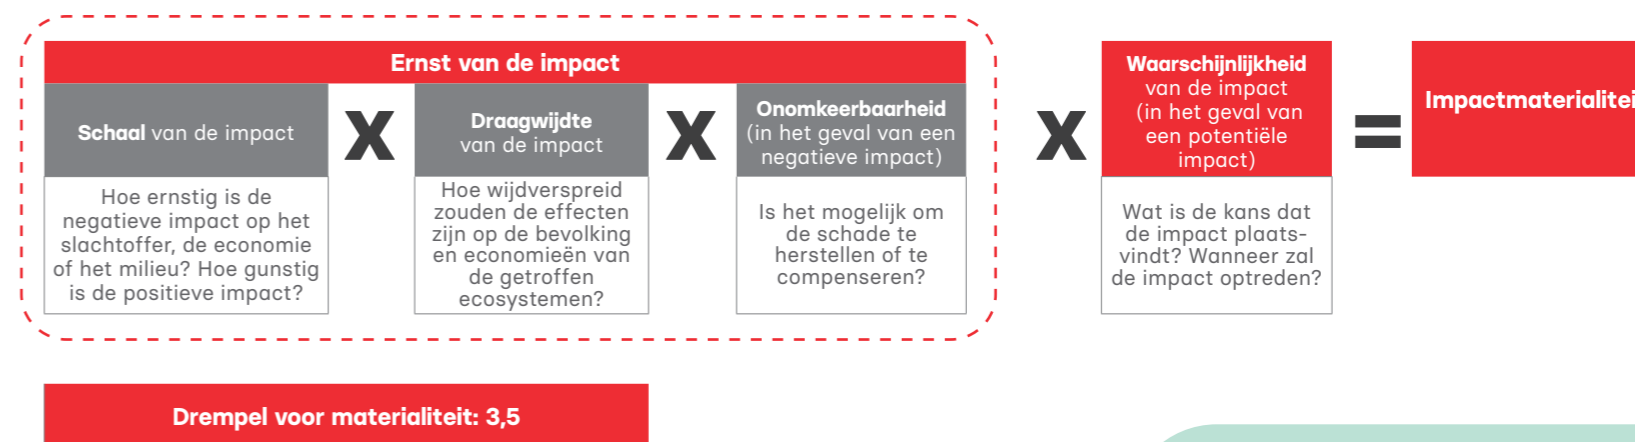 Ernst van de impact
Schaal van de impact
X
Draagwijdte
van de impact
X
Onomkeerbaarheid
(in het geval van een
negatieve impact)
X
Waarschijnlijkheid
van de impact
(in het geval van
een potentiële
impact)
=
Impactmaterialitei
Hoe ernstig is de
negatieve impact op het
slachtoffer, de economie
of het milieu? Hoe gunstig
is de positieve impact?
Hoe wijdverspreid
zouden de effecten
zijn op de bevolking
en economieën van
de getroffen
ecosystemen?
Is het mogelijk om
de schade te
herstellen of te
compenseren?
Wat is de kans dat
de impact plaats-
vindt? Wanneer zal
de impact optreden?
Drempel voor materialiteit: 3,5